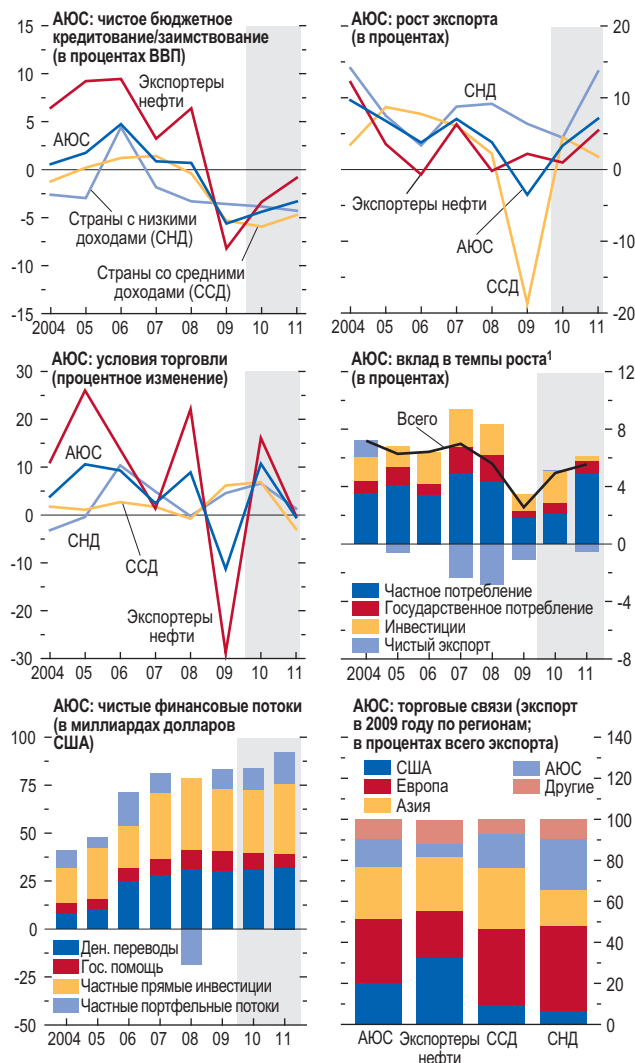 АЮС: чистое бюджетное
кредитование/заимствование
(в процентах ВВП)
15
10
5
0
-5
-10
-15
Экспортеры
нефти
АЮС
Страны с низкими
доходами (СНД)
Страны со средними
доходами (ССД)
2004 05 06 07 08 09 10 11
АЮС: рост экспорта
(в процентах)
20
10
0
-10
-20
СНД
Экспортеры нефти
АЮС
ССД
2004 05 06 07 08 09 10 11
АЮС: условия торговли
(процентное изменение)
30
20
10
0
-10
-20
-30
АЮС
СНД
ССД
Экспортеры
нефти
2004 05 06 07 08 09 10 11
АЮС: вклад в темпы роста¹
(в процентах)
12
8
4
0
-4
-8
Всего
Частное потребление
Государственное потребление
Инвестиции
Чистый экспорт
2004 05 06 07 08 09 10 11
АЮС: чистые финансовые потоки
(в миллиардах долларов
США)
100
75
50
25
0
-25
-50
Ден. переводы
Гос. помощь
Частные прямые инвестиции
Частные портфельные потоки
2004 05 06 07 08 09 10 11
АЮС: торговые связи (экспорт
в 2009 году по регионам;
в процентах всего экспорта)
США
Европа
Азия
АЮС
Другие
140
120
100
80
60
40
20
0
АЮС Экспортеры ССД СНД
нефти